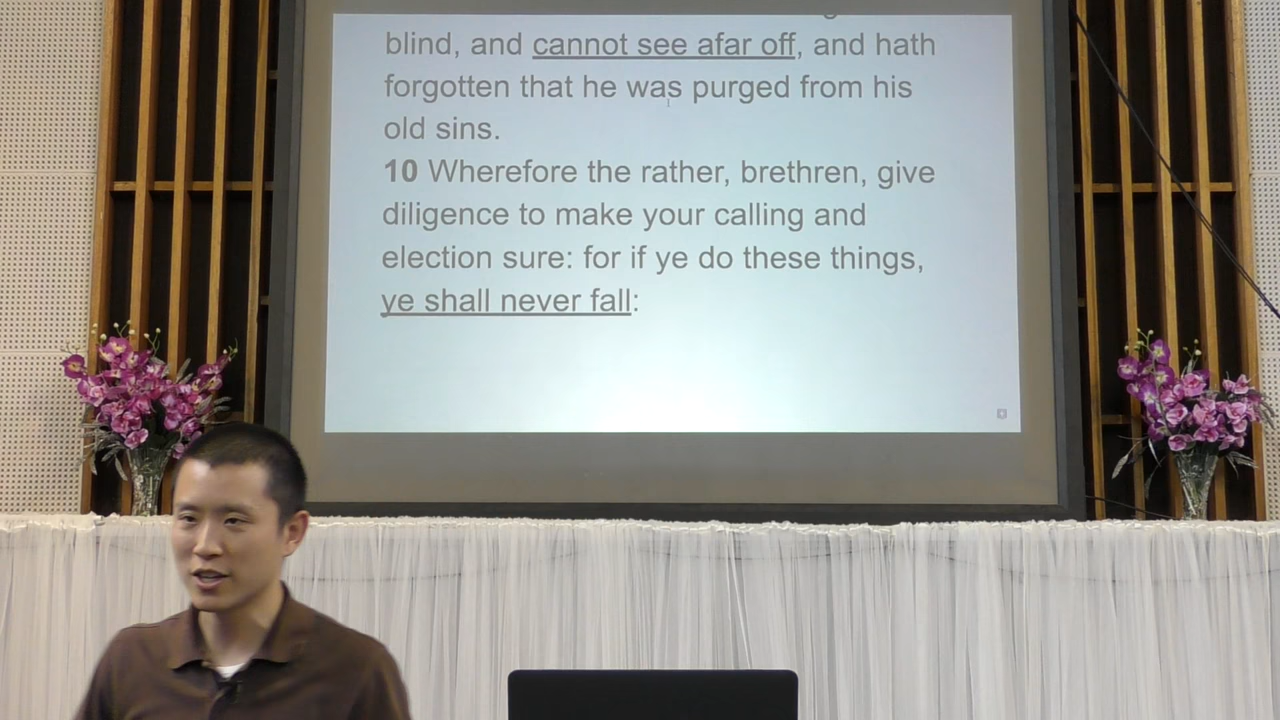 blind, and cannot see afar off, and hath
forgotten that he was purged from his
old sins.
10 Wherefore the rather, brethren, give
diligence to make your calling and
election sure: for if ye do these things,
ye shall never fall: